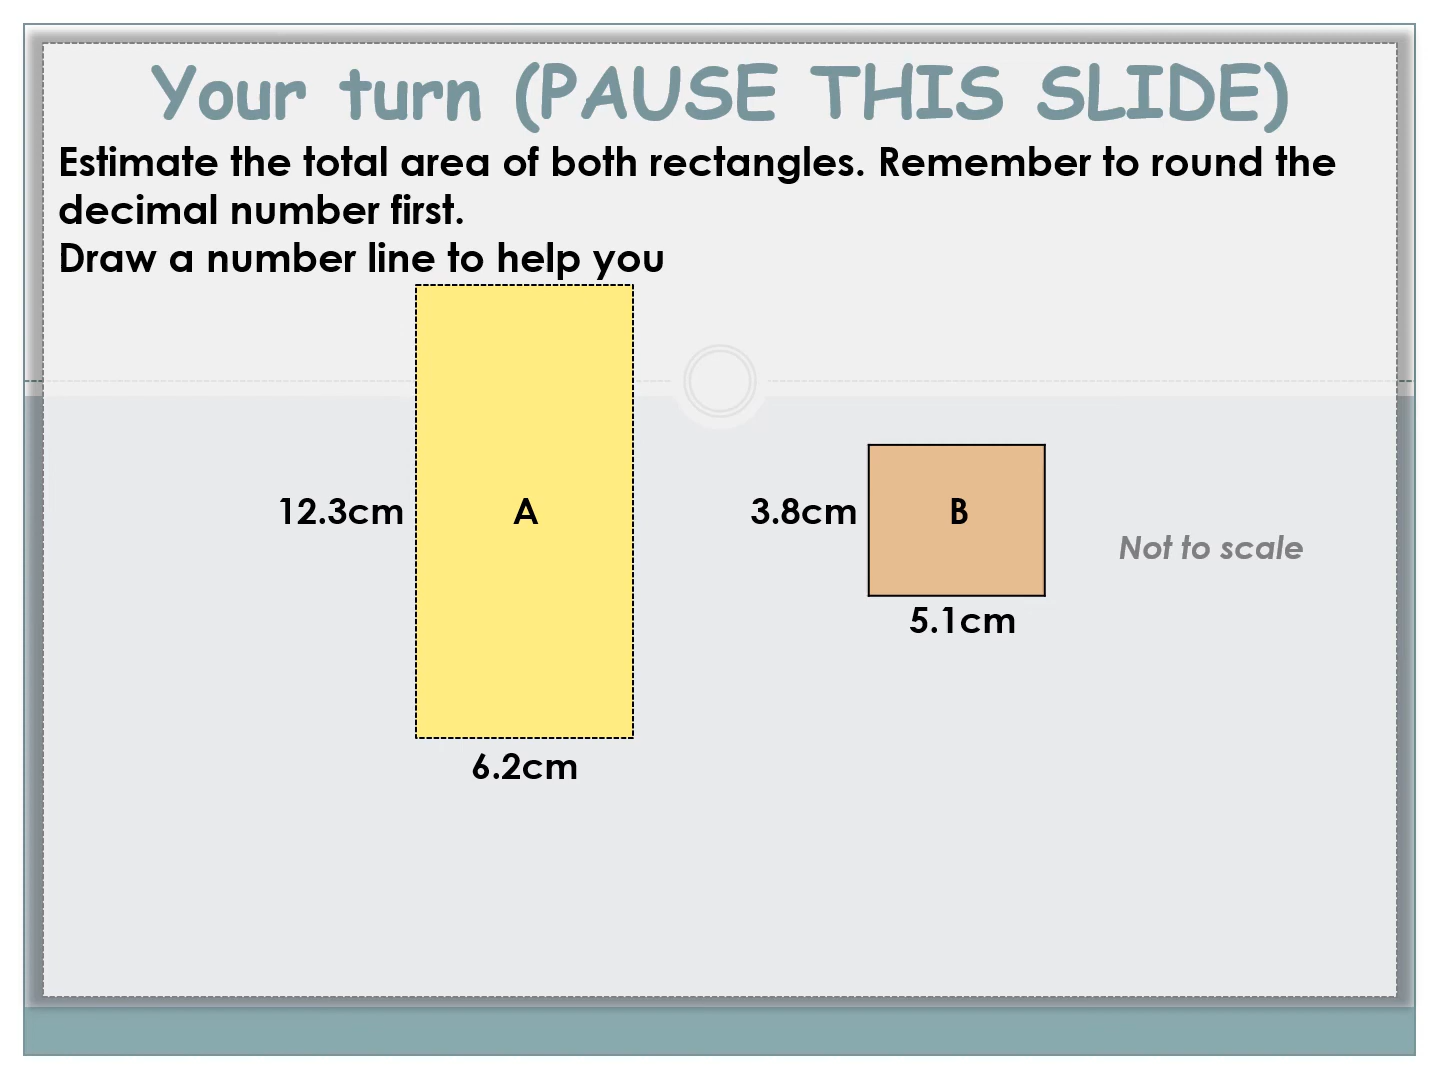 Your turn (PAUSE THIS SLIDE)
Estimate the total area of both rectangles. Remember to round the
decimal number first.
Draw a number line to help you
12.3cm
A
6.2cm
3.8cm
B
5.1cm
Not to scale